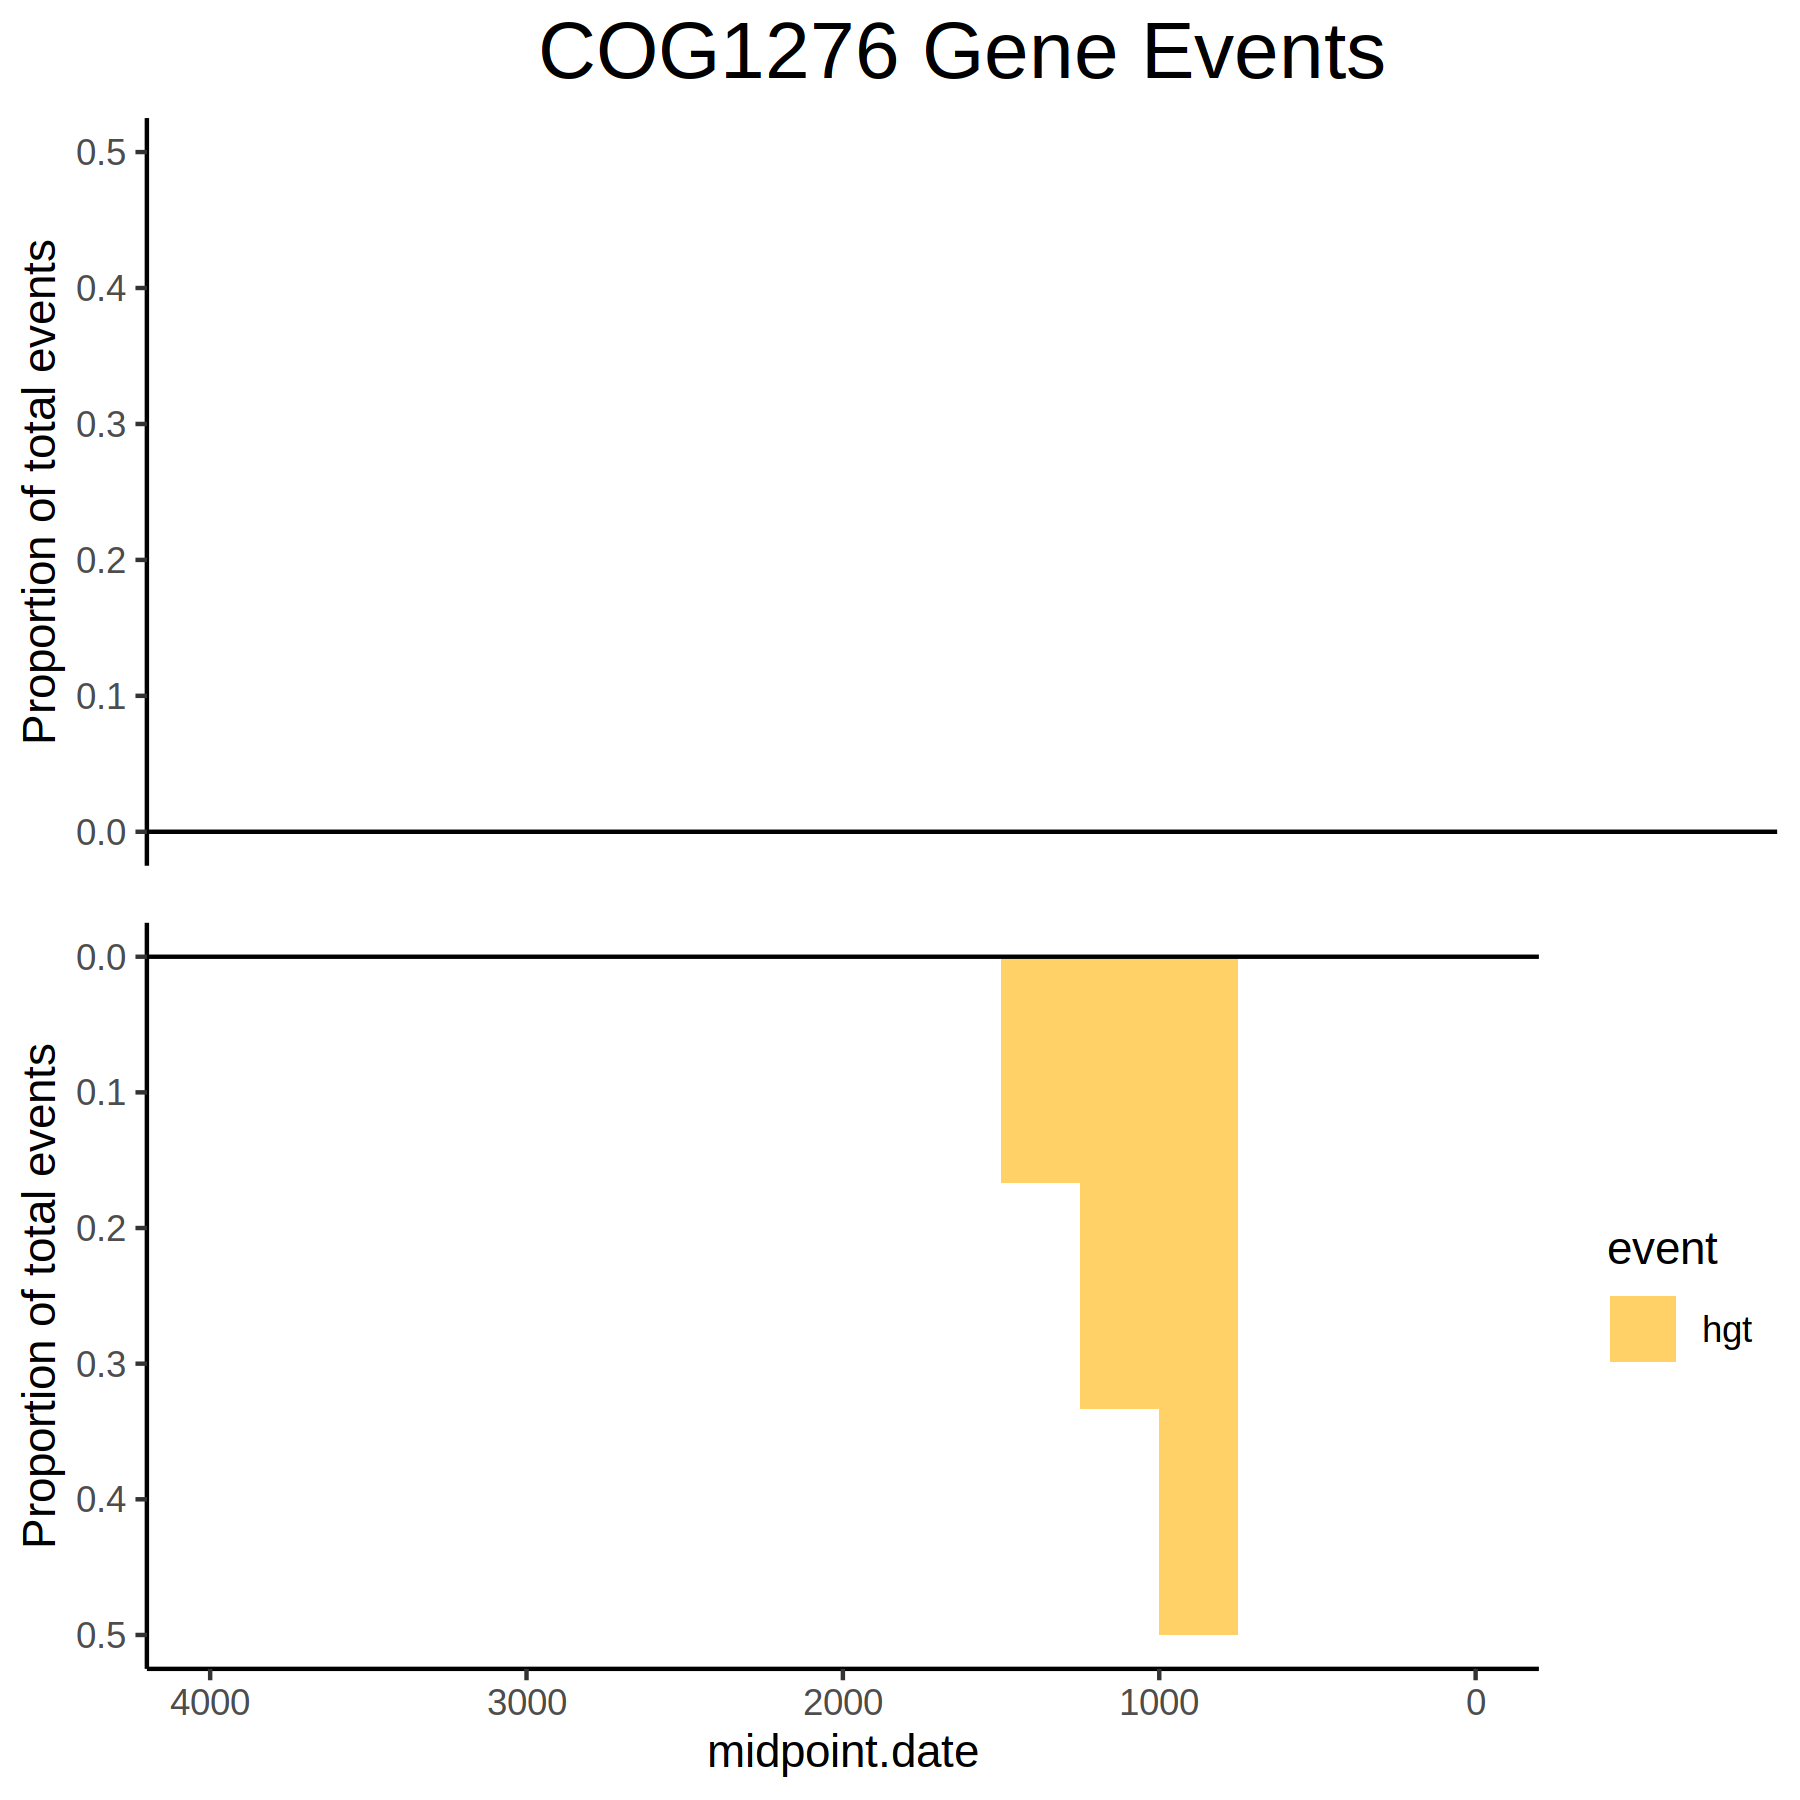 COG1276 Gene Events
Proportion of total events
0.5
0.4
0.3
0.2
0.1
0.0
Proportion of total events
0.0
0.1
0.2
0.3
0.4
0.5
4000 3000 2000 1000 0
midpoint.date
event
hgt